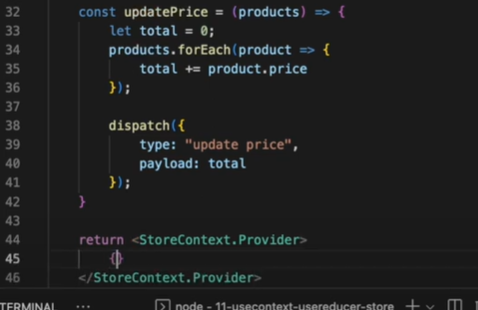 32 const updatePrice = (products) => {
33 let total = 0;
34 products.forEach(product => {
35 total += product.price
36 });
37
38 dispatch({
39 type: "update price",
40 payload: total
41 });
42 }
43
44 return <StoreContext.Provider>
45 {}
46 </StoreContext.Provider>
TERMINAL ... node - 11-usecontext-usereducer-store